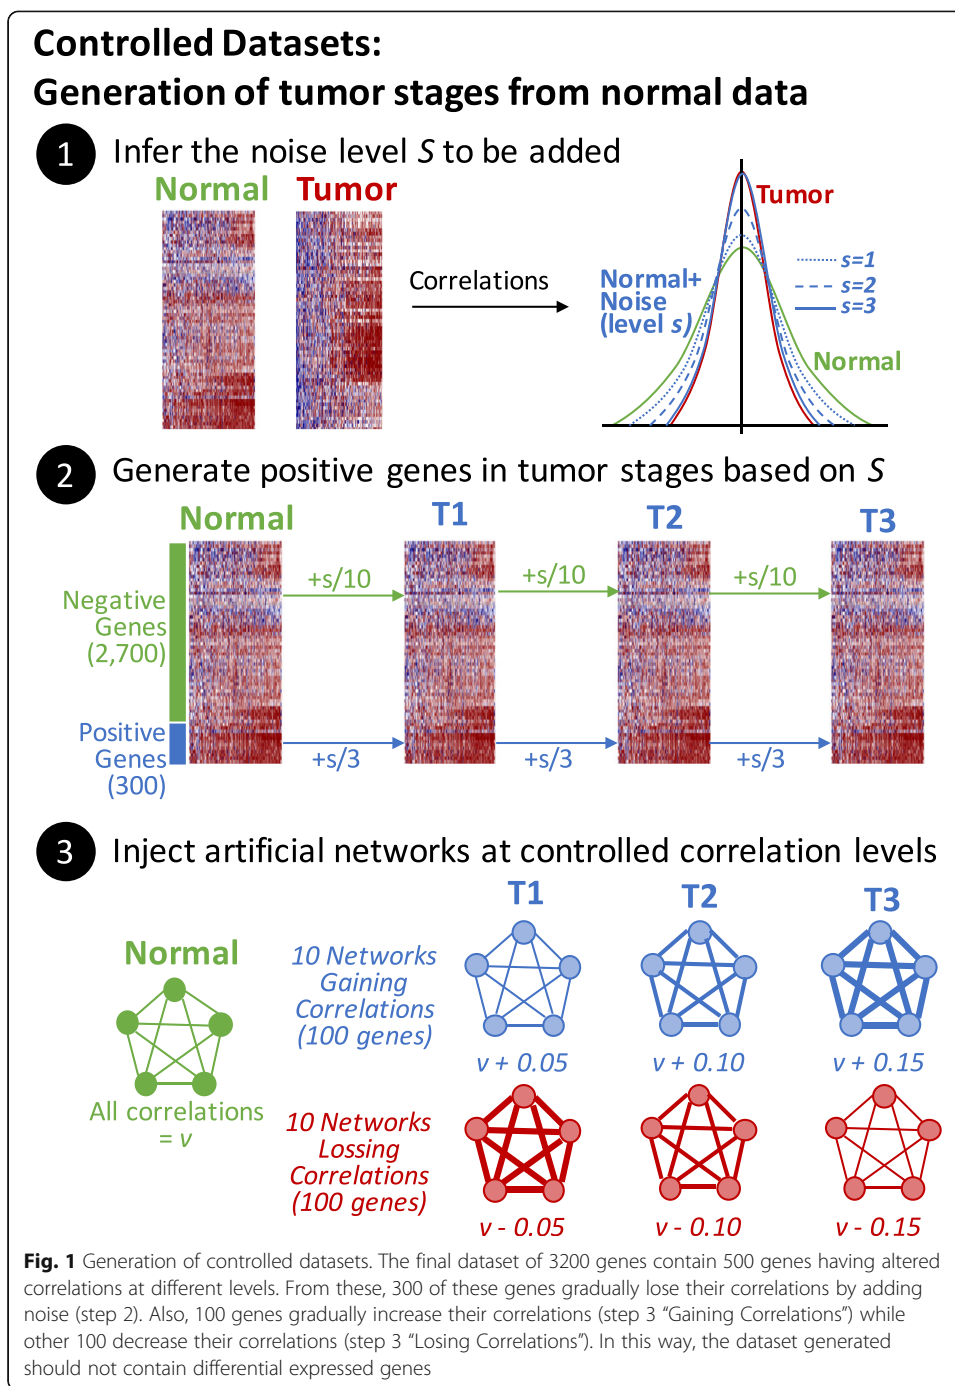 Controlled Datasets:
Generation of tumor stages from normal data
1 Infer the noise level S to be added
Normal Tumor
Correlations
Tumor
Normal+
Noise
(level s)
s=1
s=2
s=3
Normal
2 Generate positive genes in tumor stages based on S
Normal T1 T2 T3
Negative
Genes
(2,700)
+s/10 +s/10 +s/10
Positive
Genes
(300)
+s/3 +s/3 +s/3
3 Inject artificial networks at controlled correlation levels
T1 T2 T3
Normal
All correlations
= v
10 Networks
Gaining
Correlations
(100 genes)
v + 0.05 v + 0.10 v + 0.15
10 Networks
Lossing
Correlations
(100 genes)
v - 0.05 v - 0.10 v - 0.15
Fig. 1 Generation of controlled datasets. The final dataset of 3200 genes contain 500 genes having altered
correlations at different levels. From these, 300 of these genes gradually lose their correlations by adding
noise (step 2). Also, 100 genes gradually increase their correlations (step 3 “Gaining Correlations”) while
other 100 decrease their correlations (step 3 “Losing Correlations”). In this way, the dataset generated
should not contain differential expressed genes